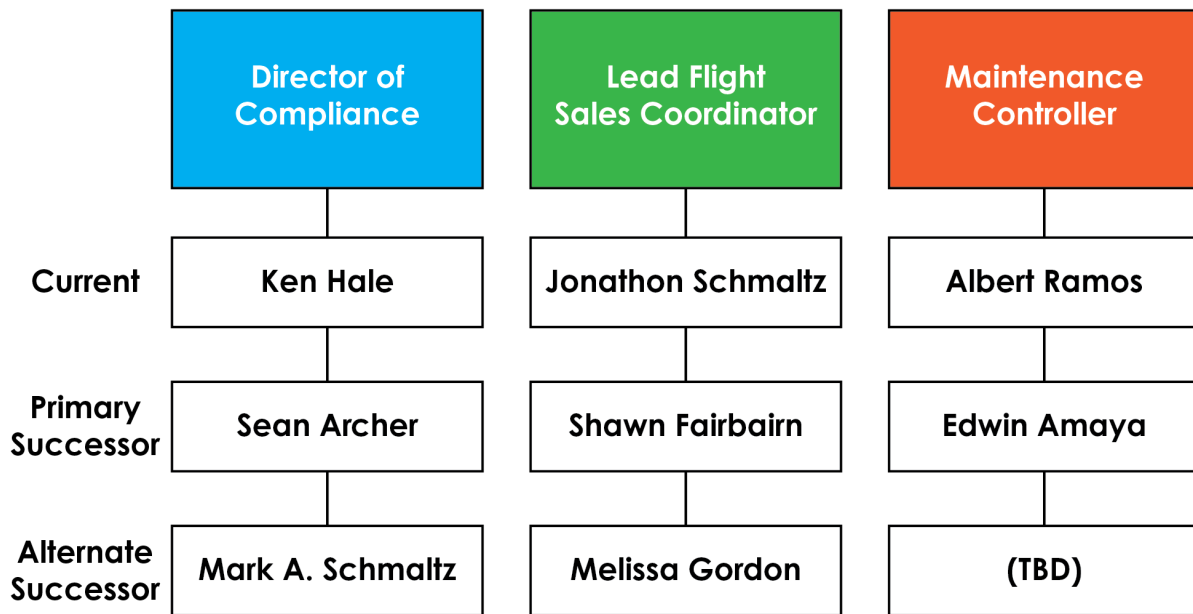 Director of
Compliance
Lead Flight
Sales Coordinator
Maintenance
Controller
Current
Ken Hale
Jonathon Schmaltz
Albert Ramos
Primary
Successor
Sean Archer
Shawn Fairbairn
Edwin Amaya
Alternate
Successor
Mark A. Schmaltz
Melissa Gordon
(TBD)